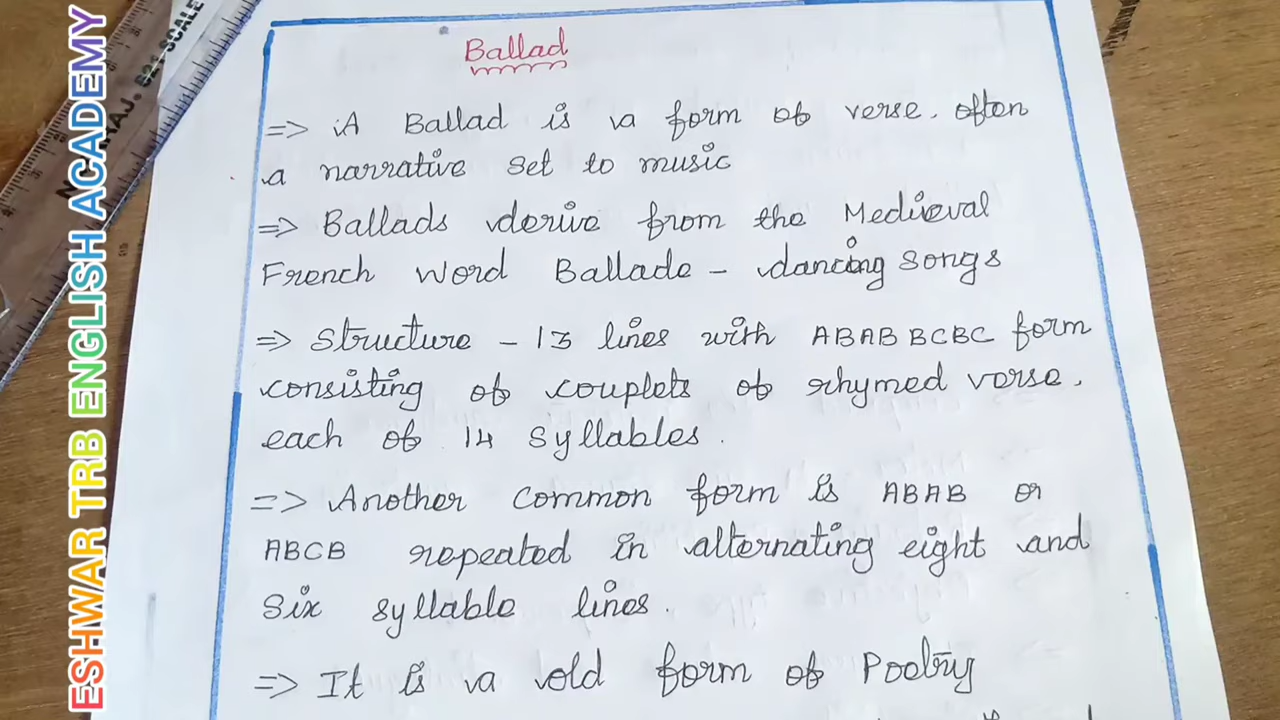 ESHWAR TRB ENGLISH ACADEMY
Ballad
=> A Ballad is a form of verse, often
a narrative set to music
=> Ballads derive from the Medieval
French word Ballade - dancing songs
=> Structure - 13 lines with ABAB BCBC form
consisting of couplets of rhymed verse,
each of 14 syllables.
=> Another common form is ABAB or
ABCB repeated in alternating eight and
six syllable lines.
=> It is a old form of Poetry